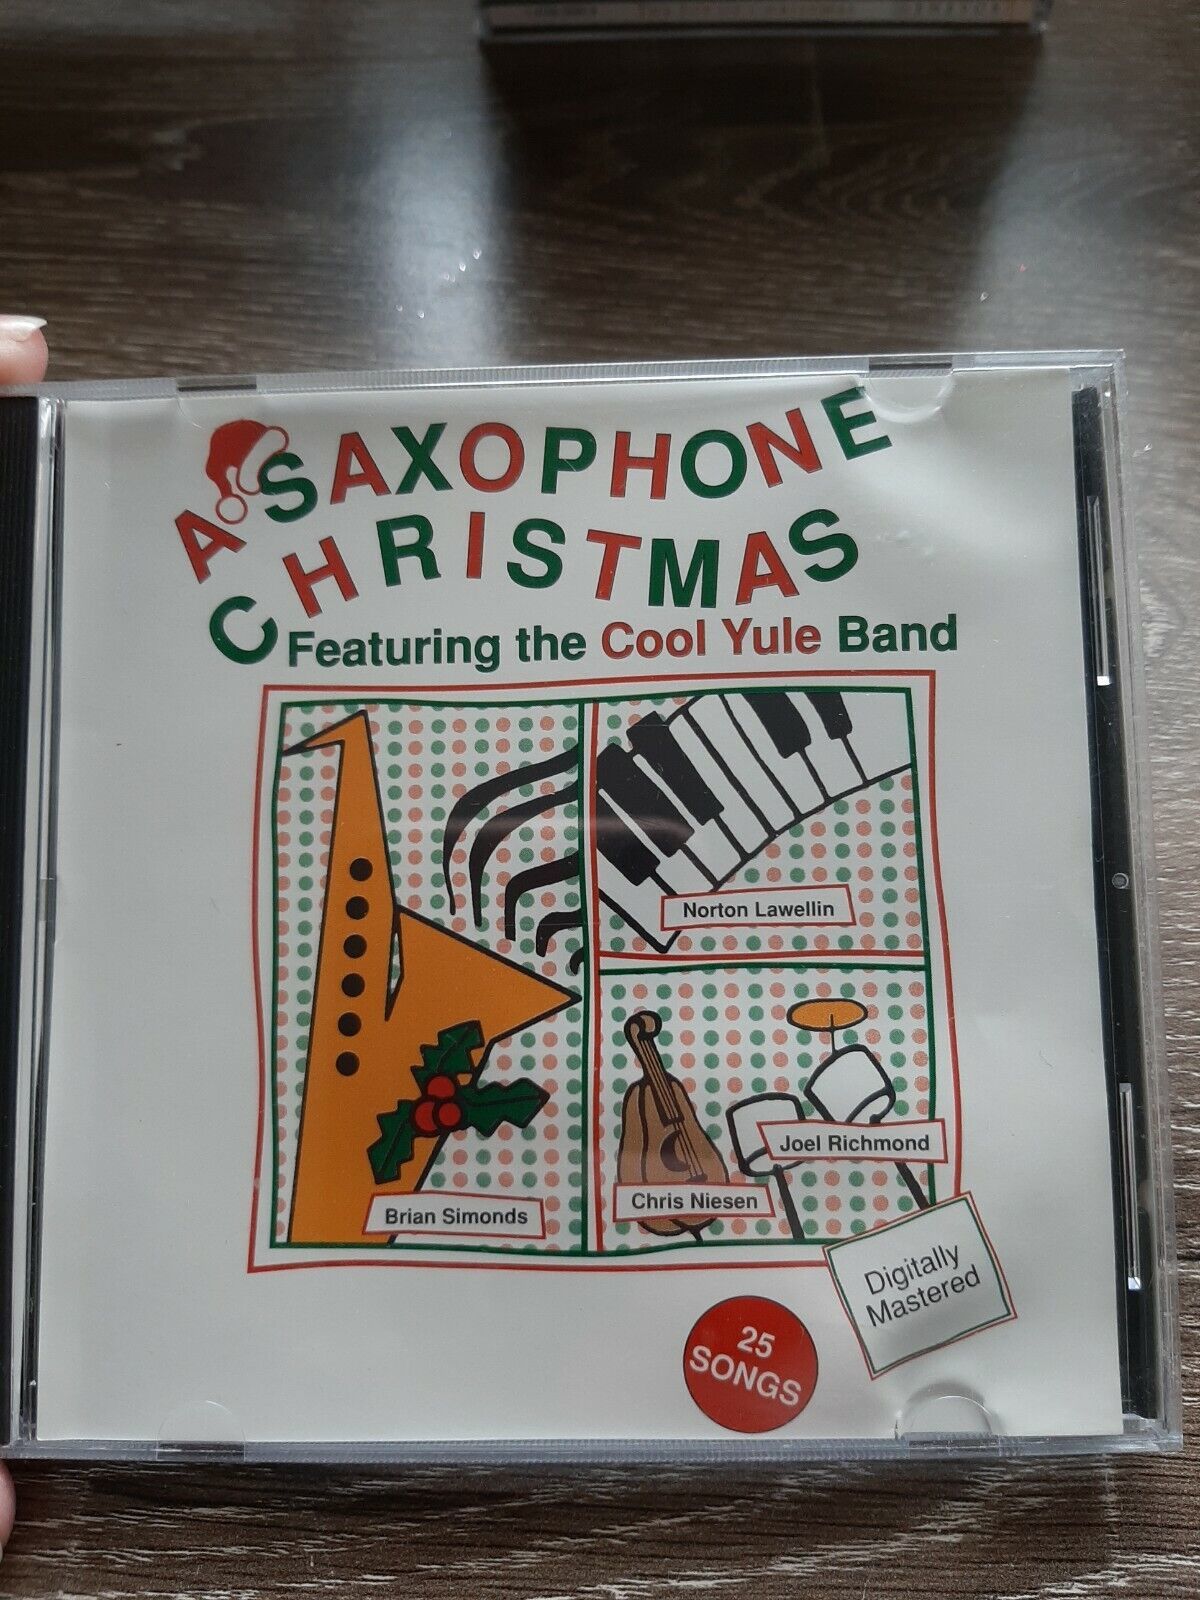 A SAXOPHONE
CHRISTMAS
Featuring the Cool Yule Band
Norton Lawellin
Joel Richmond
Chris Niesen
Brian Simonds
Digitally
Mastered
25
SONGS